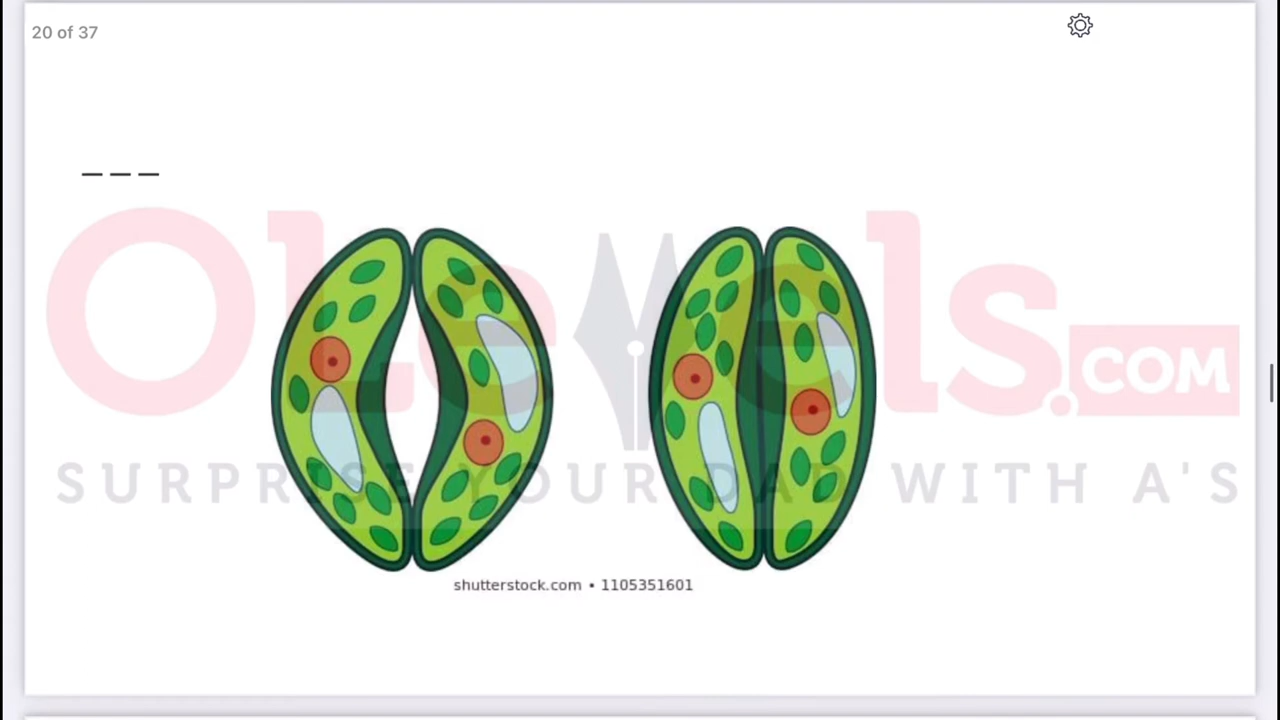 20 of 37
— — —
OLevels
.COM
SURPRISE YOUR DAD WITH A'S
shutterstock.com • 1105351601